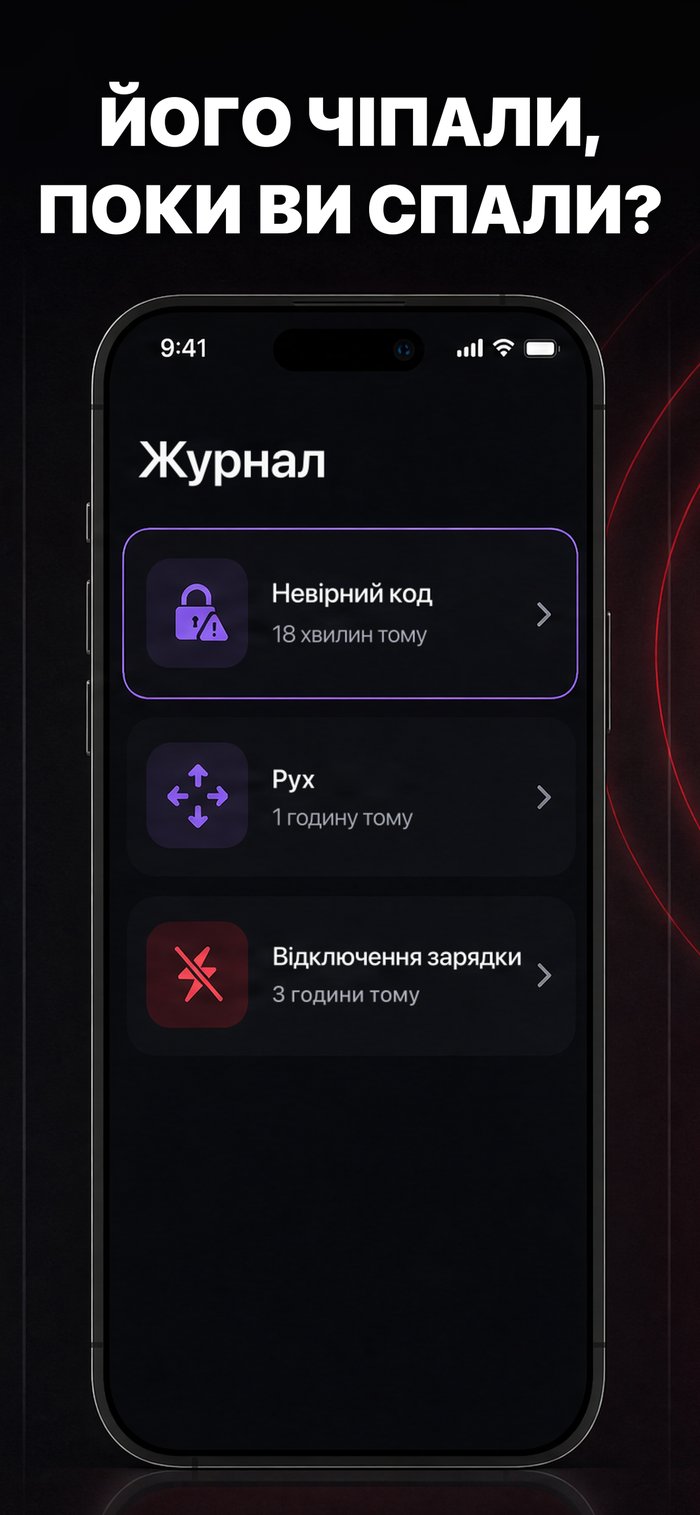 ЙОГО ЧІПАЛИ,
ПОКИ ВИ СПАЛИ?
9:41
Журнал
Невірний код
18 хвилин тому
Рух
1 годину тому
Відключення зарядки
3 години тому